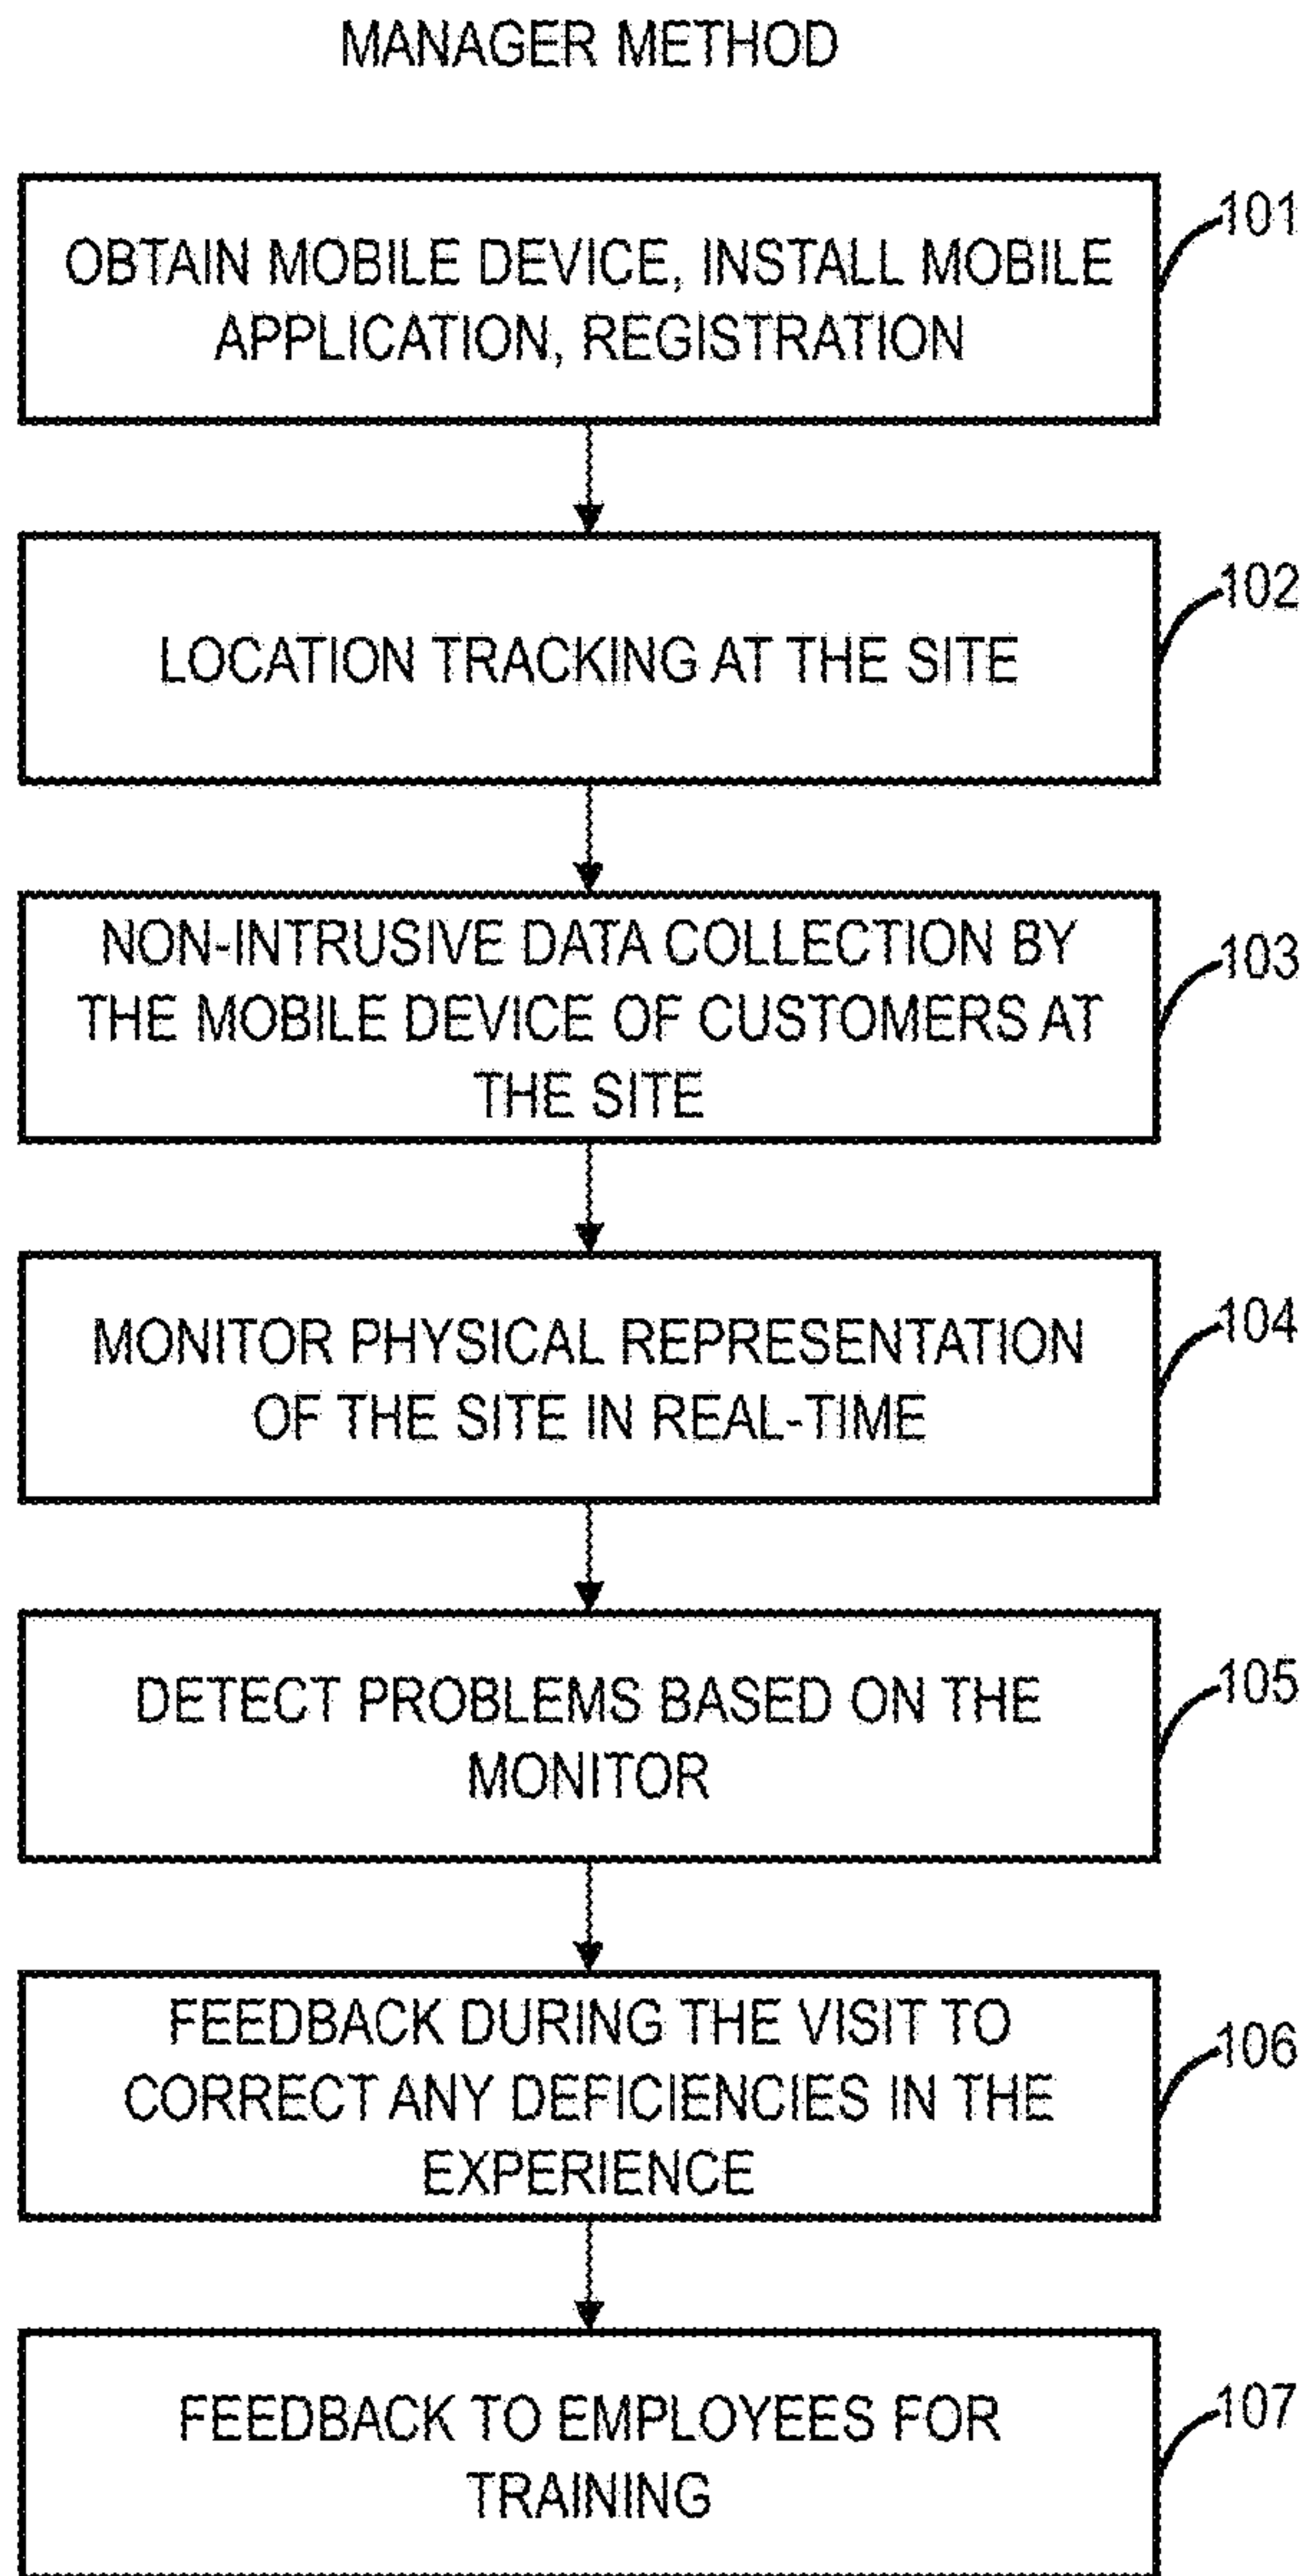 MANAGER METHOD
101
OBTAIN MOBILE DEVICE, INSTALL MOBILE
APPLICATION, REGISTRATION
102
LOCATION TRACKING AT THE SITE
103
NON-INTRUSIVE DATA COLLECTION BY
THE MOBILE DEVICE OF CUSTOMERS AT
THE SITE
104
MONITOR PHYSICAL REPRESENTATION
OF THE SITE IN REAL-TIME
105
DETECT PROBLEMS BASED ON THE
MONITOR
106
FEEDBACK DURING THE VISIT TO
CORRECT ANY DEFICIENCIES IN THE
EXPERIENCE
107
FEEDBACK TO EMPLOYEES FOR
TRAINING